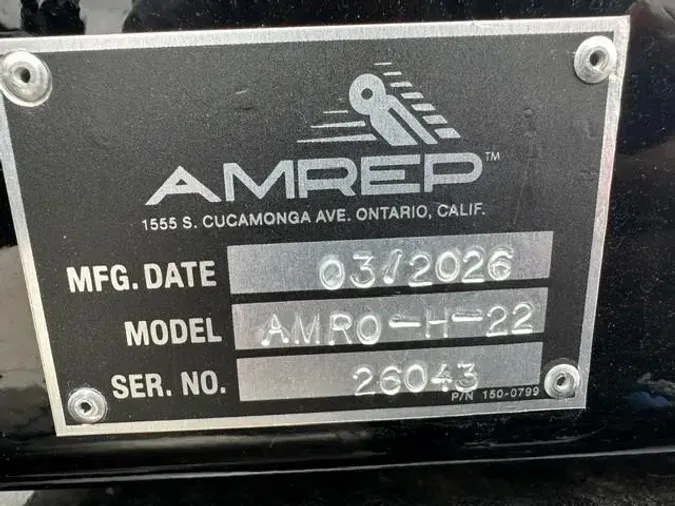 AMREP™
1555 S. CUCAMONGA AVE. ONTARIO, CALIF.
MFG. DATE 03/2026
MODEL AMRO-H-22
SER. NO. 26043
P/N 150-0799